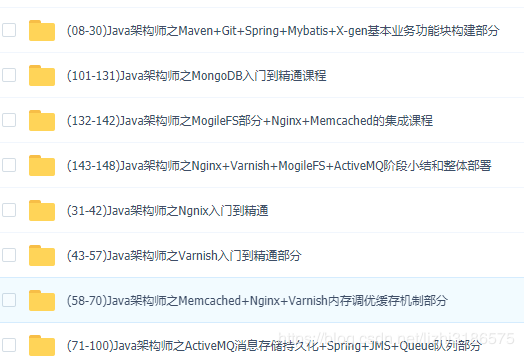 (08-30)Java架构师之Maven+Git+Spring+Mybatis+X-gen基本业务功能块构建部分
(101-131)Java架构师之MongoDB入门到精通课程
(132-142)Java架构师之MogileFS部分+Nginx+Memcached的集成课程
(143-148)Java架构师之Nginx+Varnish+MogileFS+ActiveMQ阶段小结和整体部署
(31-42)Java架构师之Ngnix入门到精通
(43-57)Java架构师之Varnish入门到精通部分
(58-70)Java架构师之Memcached+Nginx+Varnish内存调优缓存机制部分
(71-100)Java架构师之ActiveMQ消息存储持久化+Spring+JMS+Queue队列部分